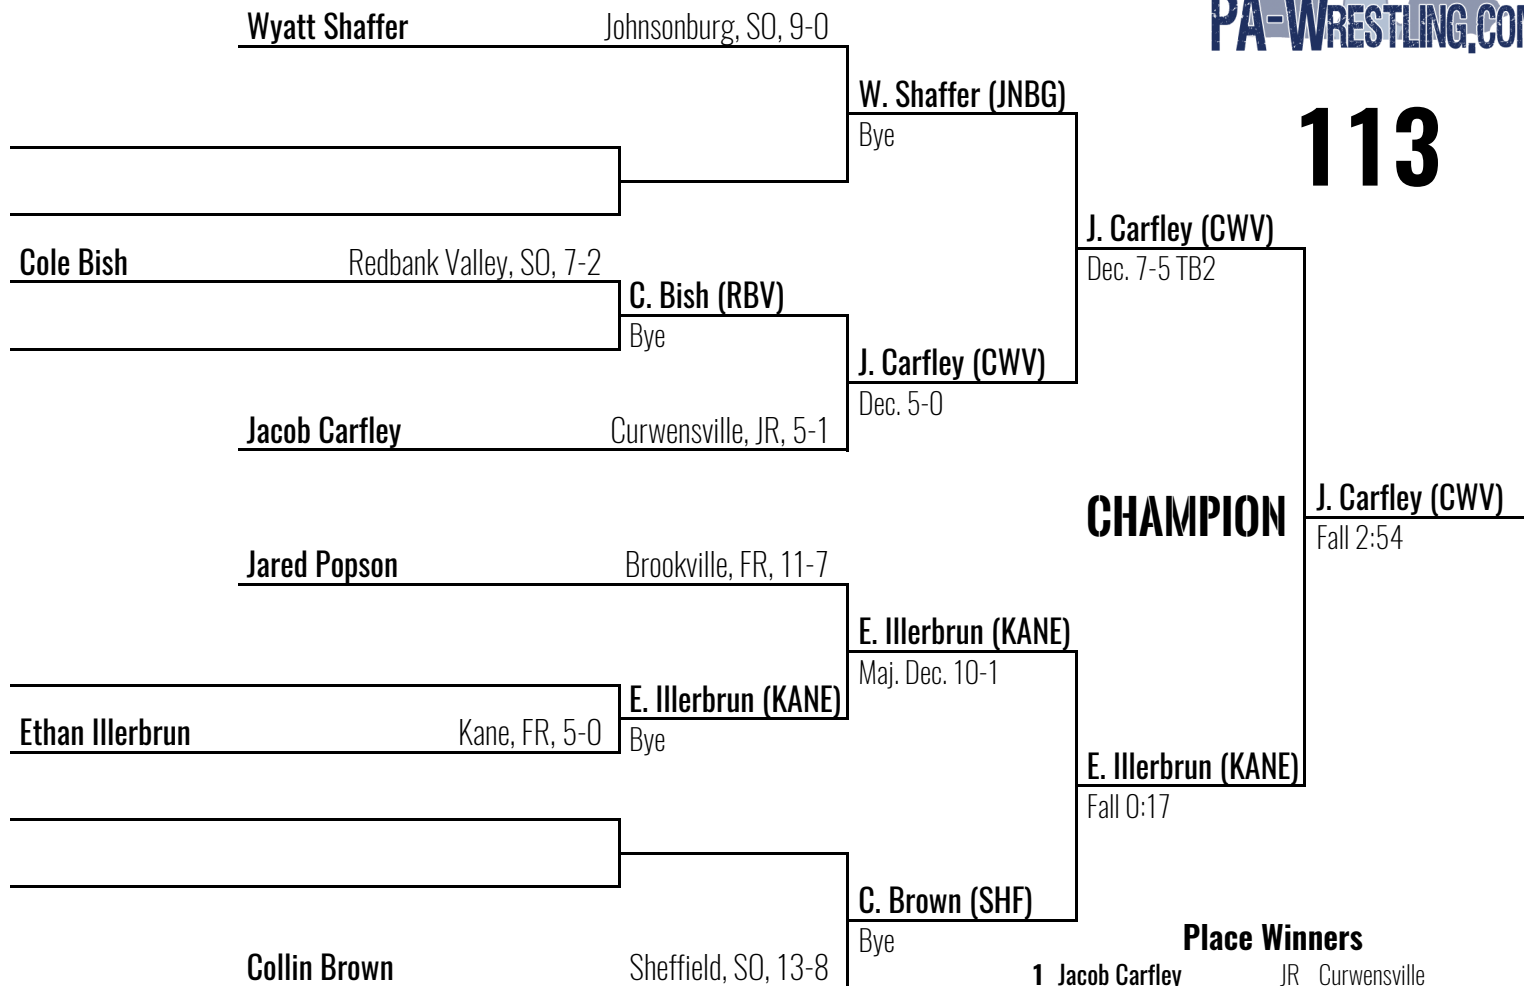 PA-WRESTLING.COM
Wyatt Shaffer Johnsonburg, SO, 9-0
W. Shaffer (JNBG)
Bye
113
J. Carfley (CWV)
Dec. 7-5 TB2
Cole Bish Redbank Valley, SO, 7-2
C. Bish (RBV)
Bye
J. Carfley (CWV)
Dec. 5-0
Jacob Carfley Curwensville, JR, 5-1
CHAMPION
J. Carfley (CWV)
Fall 2:54
Jared Popson Brookville, FR, 11-7
E. Illerbrun (KANE)
Maj. Dec. 10-1
E. Illerbrun (KANE)
Bye
Ethan Illerbrun Kane, FR, 5-0
E. Illerbrun (KANE)
Fall 0:17
C. Brown (SHF)
Bye
Collin Brown Sheffield, SO, 13-8
Place Winners
1 Jacob Carfley JR Curwensville